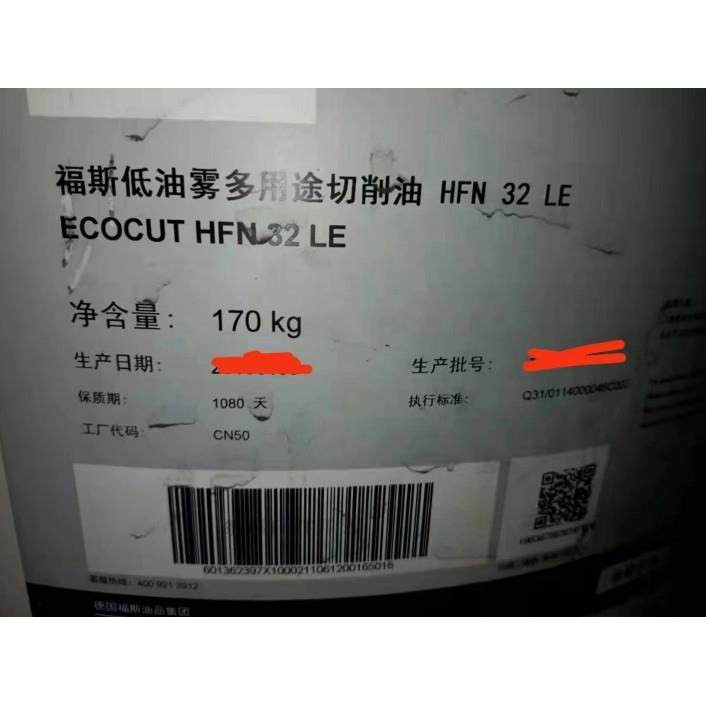 福斯低油雾多用途切削油 HFN 32 LE
ECOCUT HFN 32 LE
净含量: 170 kg
生产日期: 生产批号:
保质期: 1080 天 执行标准: Q31/0114000046C002
工厂代码: CN50
601362397X1000211061200165016
客服热线: 400 921 3912
德国福斯油品集团